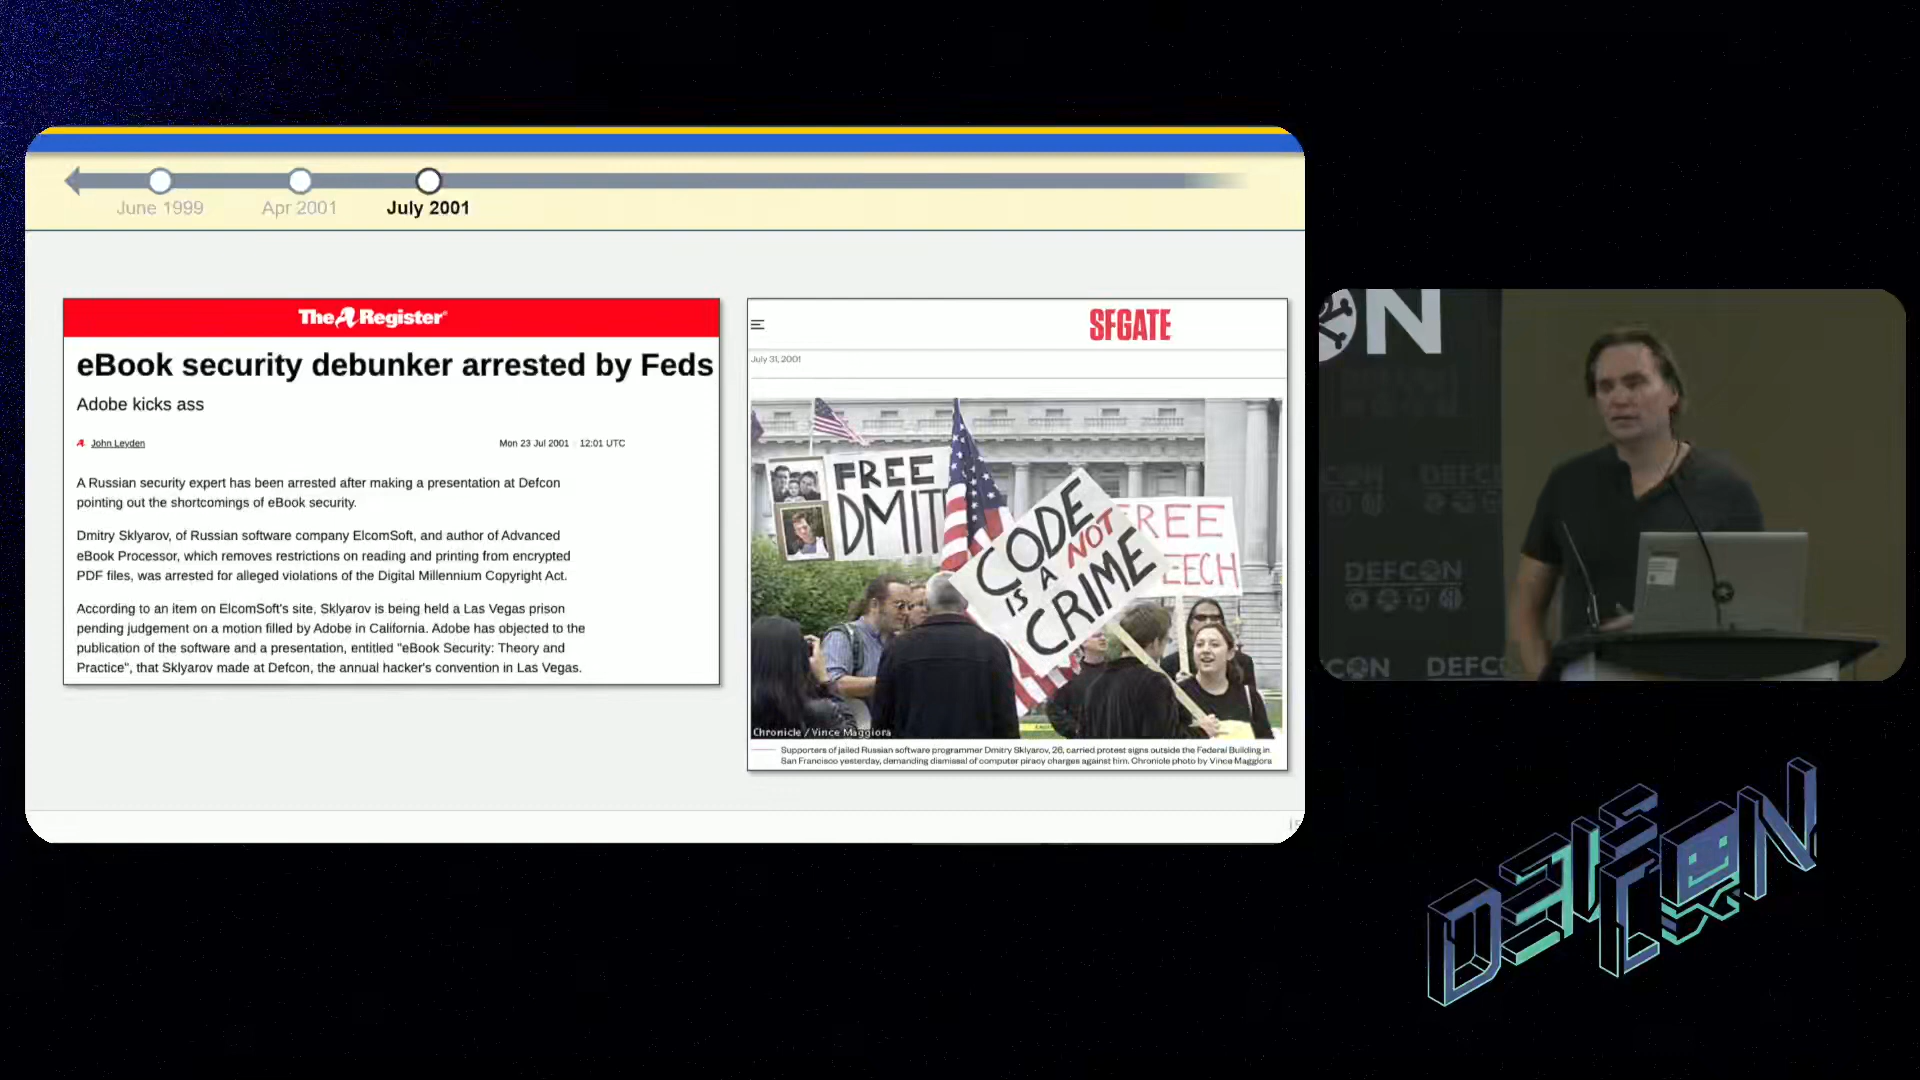 June 1999
Apr 2001
July 2001
The Register
eBook security debunker arrested by Feds
Adobe kicks ass
John Leyden
Mon 23 Jul 2001 12:01 UTC
A Russian security expert has been arrested after making a presentation at Defcon
pointing out the shortcomings of eBook security.
Dmitry Sklyarov, of Russian software company ElcomSoft, and author of Advanced
eBook Processor, which removes restrictions on reading and printing from encrypted
PDF files, was arrested for alleged violations of the Digital Millennium Copyright Act.
According to an item on ElcomSoft's site, Sklyarov is being held a Las Vegas prison
pending judgement on a motion filled by Adobe in California. Adobe has objected to the
publication of the software and a presentation, entitled "eBook Security: Theory and
Practice", that Sklyarov made at Defcon, the annual hacker's convention in Las Vegas.
SFGATE
July 31, 2001
FREE
DMIT
CODE
IS A NOT
CRIME
FREE
EECH
Chronicle / Vince Maggiora
Supporters of jailed Russian software programmer Dmitry Sklyarov, 26, carried protest signs outside the Federal Building in
San Francisco yesterday, demanding dismissal of computer piracy charges against him. Chronicle photo by Vince Maggiora
N
DEFCON
DEFCON
CON
DEFC
DEFCON